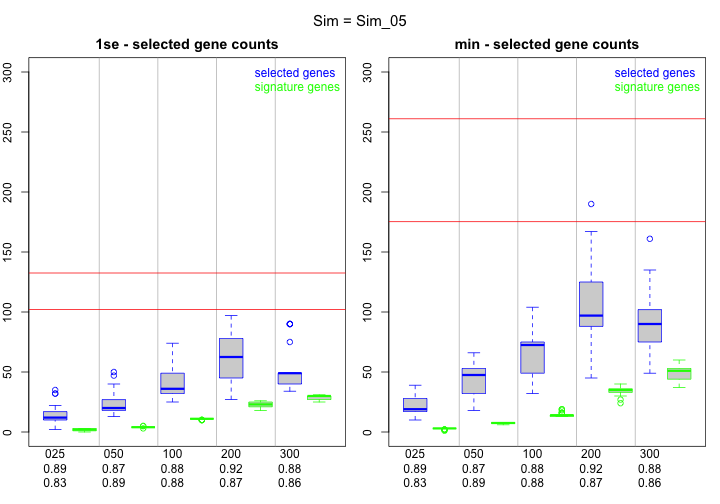 Sim = Sim_05
1se - selected gene counts
min - selected gene counts
selected genes
signature genes
selected genes
signature genes
300
250
200
150
100
50
0
300
250
200
150
100
50
0
025 050 100 200 300
0.89 0.87 0.88 0.92 0.88
0.83 0.89 0.88 0.87 0.86
025 050 100 200 300
0.89 0.87 0.88 0.92 0.88
0.83 0.89 0.88 0.87 0.86